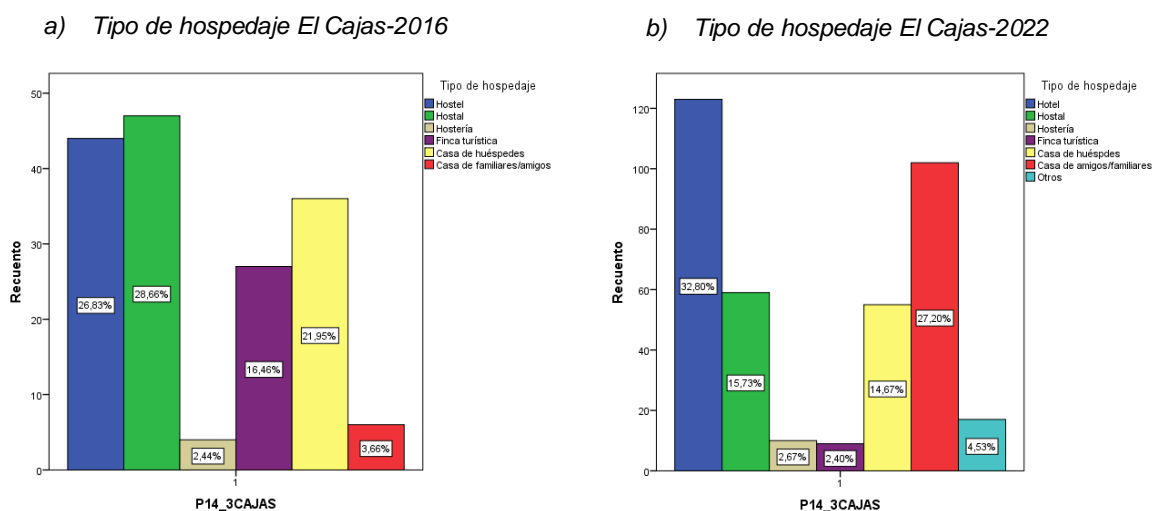 a) Tipo de hospedaje El Cajas-2016
50
40
30
20
10
0
Recuento
26,83%
28,66%
2,44%
16,46%
21,95%
3,66%
1
P14_3CAJAS
Tipo de hospedaje
Hostel
Hostal
Hostería
Finca turística
Casa de huéspedes
Casa de familiares/amigos
b) Tipo de hospedaje El Cajas-2022
120
100
80
60
40
20
0
Recuento
32,80%
15,73%
2,67%
2,40%
14,67%
27,20%
4,53%
1
P14_3CAJAS
Tipo de hospedaje
Hotel
Hostal
Hostería
Finca turística
Casa de huéspdes
Casa de amigos/familiares
Otros